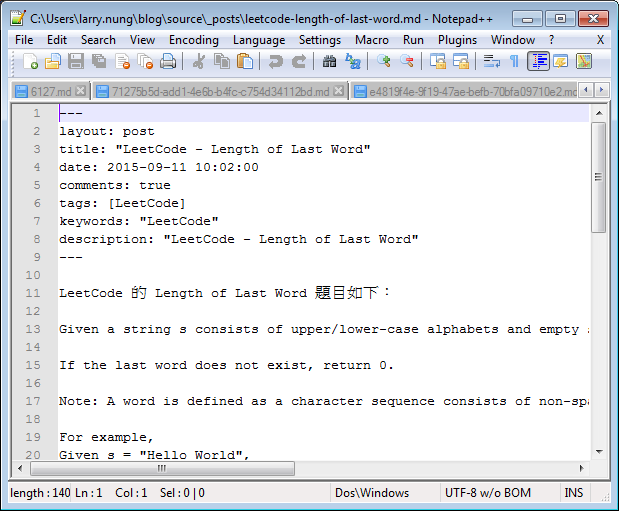 C:\Users\larry.nung\blog\source\_posts\leetcode-length-of-last-word.md - Notepad++
File Edit Search View Encoding Language Settings Macro Run Plugins Window ? X
6127.md 71275b5d-add1-4e6b-b4fc-c754d34112bd.md e4819f4e-9f19-47ae-befb-70bfa09710e2.md
1 ---
2 layout: post
3 title: "LeetCode - Length of Last Word"
4 date: 2015-09-11 10:02:00
5 comments: true
6 tags: [LeetCode]
7 keywords: "LeetCode"
8 description: "LeetCode - Length of Last Word"
9 ---
10
11 LeetCode 的 Length of Last Word 題目如下：
12
13 Given a string s consists of upper/lower-case alphabets and empty
14
15 If the last word does not exist, return 0.
16
17 Note: A word is defined as a character sequence consists of non-spa
18
19 For example,
20 Given s = "Hello World",
length : 140 Ln : 1 Col : 1 Sel : 0 | 0 Dos\Windows UTF-8 w/o BOM INS